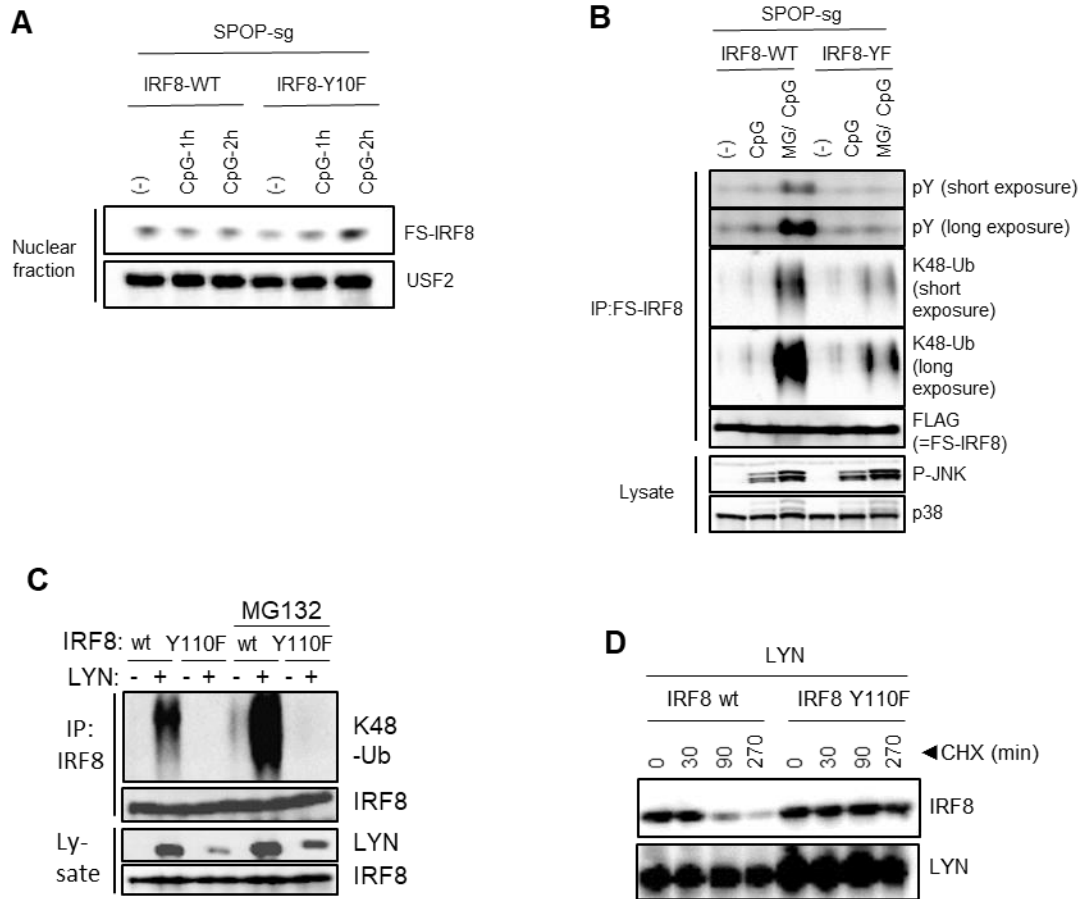 A
SPOP-sg
IRF8-WT IRF8-Y10F
(-) CpG-1h CpG-2h (-) CpG-1h CpG-2h
Nuclear
fraction
FS-IRF8
USF2
B
SPOP-sg
IRF8-WT IRF8-YF
(-) CpG MG/ CpG (-) CpG MG/ CpG
IP:FS-IRF8
pY (short exposure)
pY (long exposure)
K48-Ub
(short
exposure)
K48-Ub
(long
exposure)
FLAG
(=FS-IRF8)
Lysate
P-JNK
p38
C
MG132
IRF8: wt Y110F wt Y110F
LYN: - + - + - + - +
IP:
IRF8
K48
-Ub
IRF8
Ly-
sate
LYN
IRF8
D
LYN
IRF8 wt IRF8 Y110F
0 30 90 270 0 30 90 270 ◄CHX (min)
IRF8
LYN